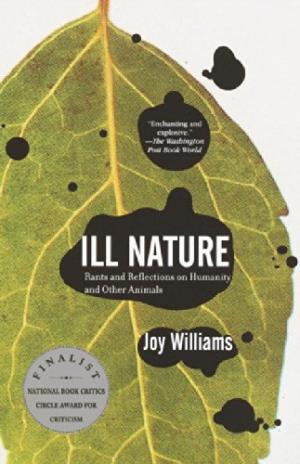 "Enchanting and
explosive."
—The Washington
Post Book World
ILL NATURE
Rants and Reflections on Humanity
and Other Animals
Joy Williams
FINALIST
NATIONAL BOOK CRITICS
CIRCLE AWARD FOR
CRITICISM